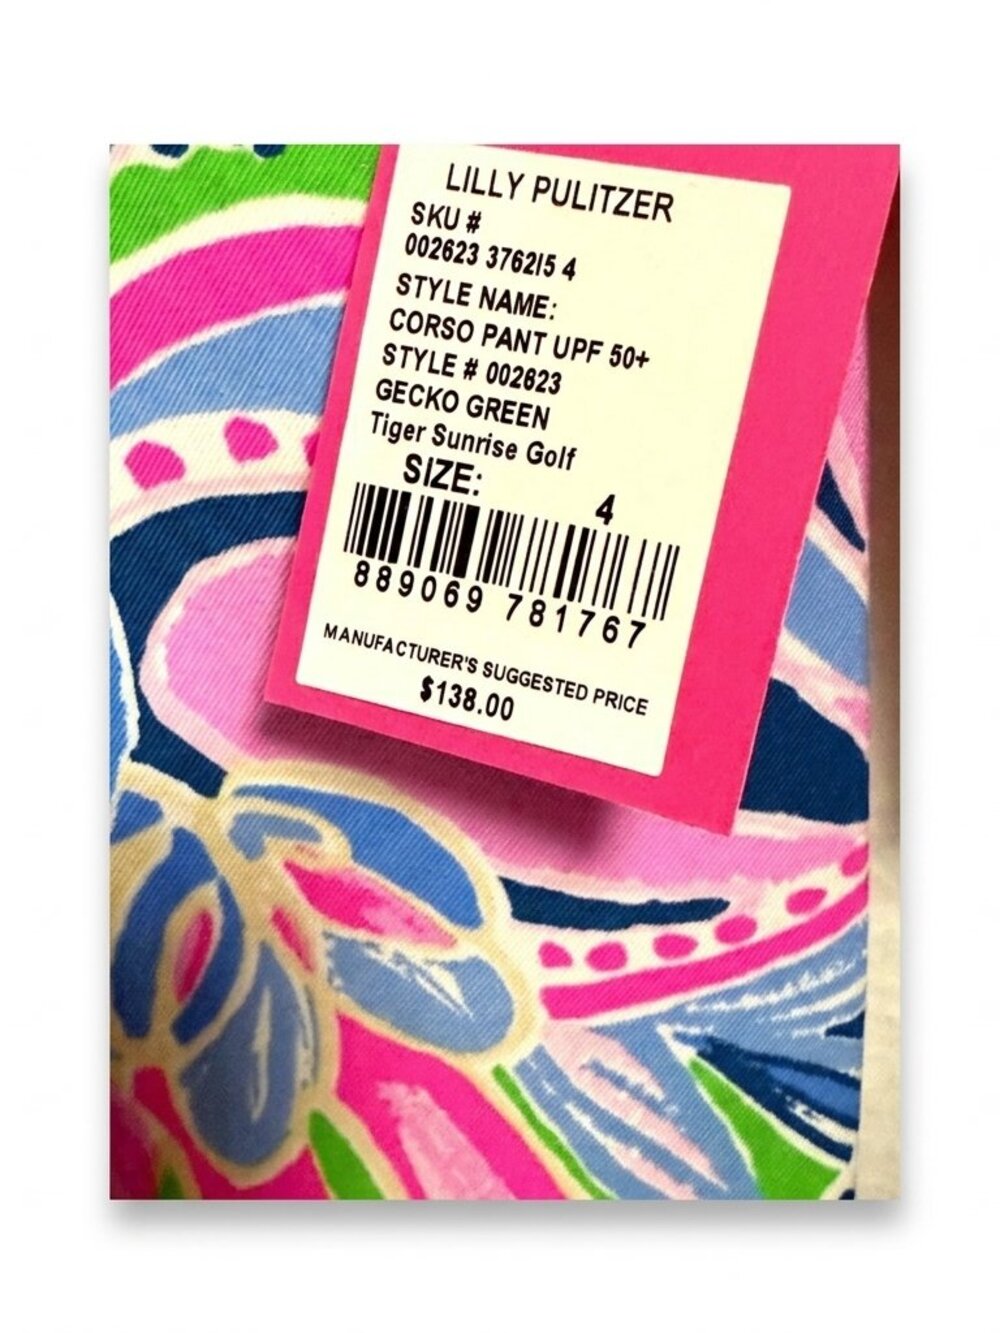 LILLY PULITZER
SKU #
002623 3762I5 4
STYLE NAME:
CORSO PANT UPF 50+
STYLE # 002623
GECKO GREEN
Tiger Sunrise Golf
SIZE:
4
889069 781767
MANUFACTURER'S SUGGESTED PRICE
$138.00